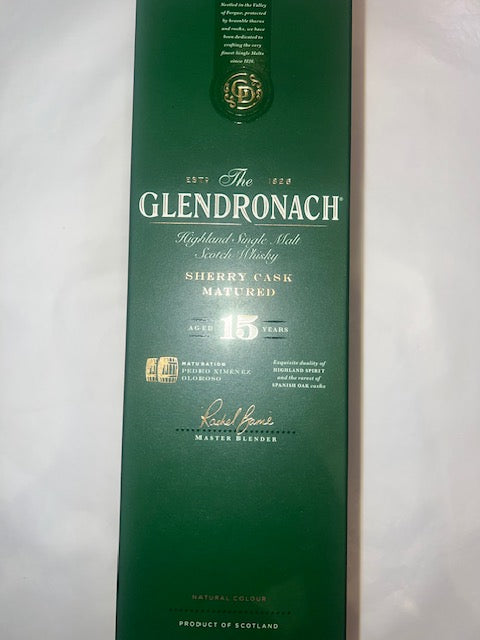 Nestled in the Valley
of Forgue, protected
by bramble thorns
and rooks, we have
been dedicated to
crafting the very
finest Single Malts
since 1826.
GD
ESTD The 1826
GLENDRONACH®
Highland Single Malt
Scotch Whisky
SHERRY CASK
MATURED
AGED 15 YEARS
MATURATION
PEDRO XIMÉNEZ
OLOROSO
Exquisite duality of
HIGHLAND SPIRIT
and the rarest of
SPANISH OAK casks
Rachel Barrie
MASTER BLENDER
NATURAL COLOUR
PRODUCT OF SCOTLAND